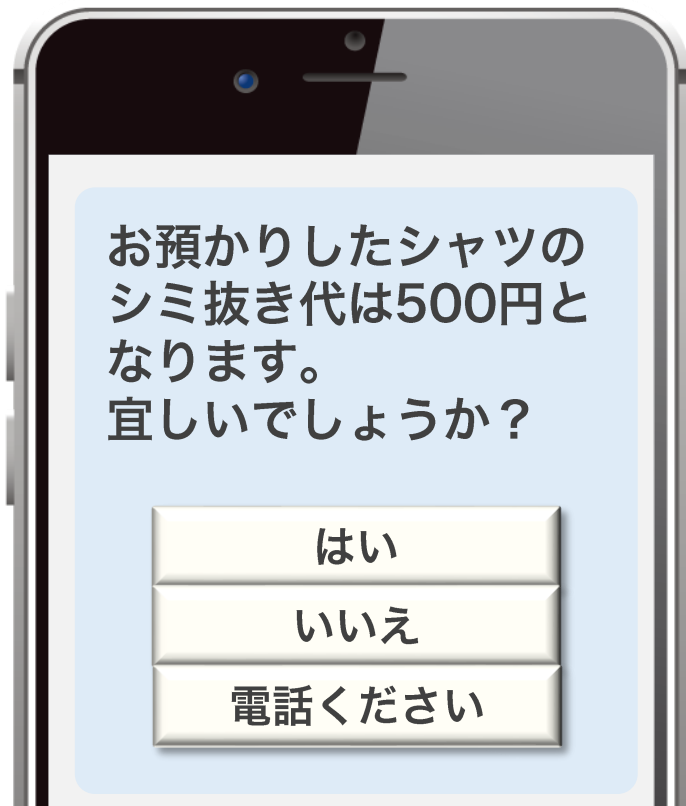 お預かりしたシャツの
シミ抜き代は500円と
なります。
宜しいでしょうか？
はい
いいえ
電話ください